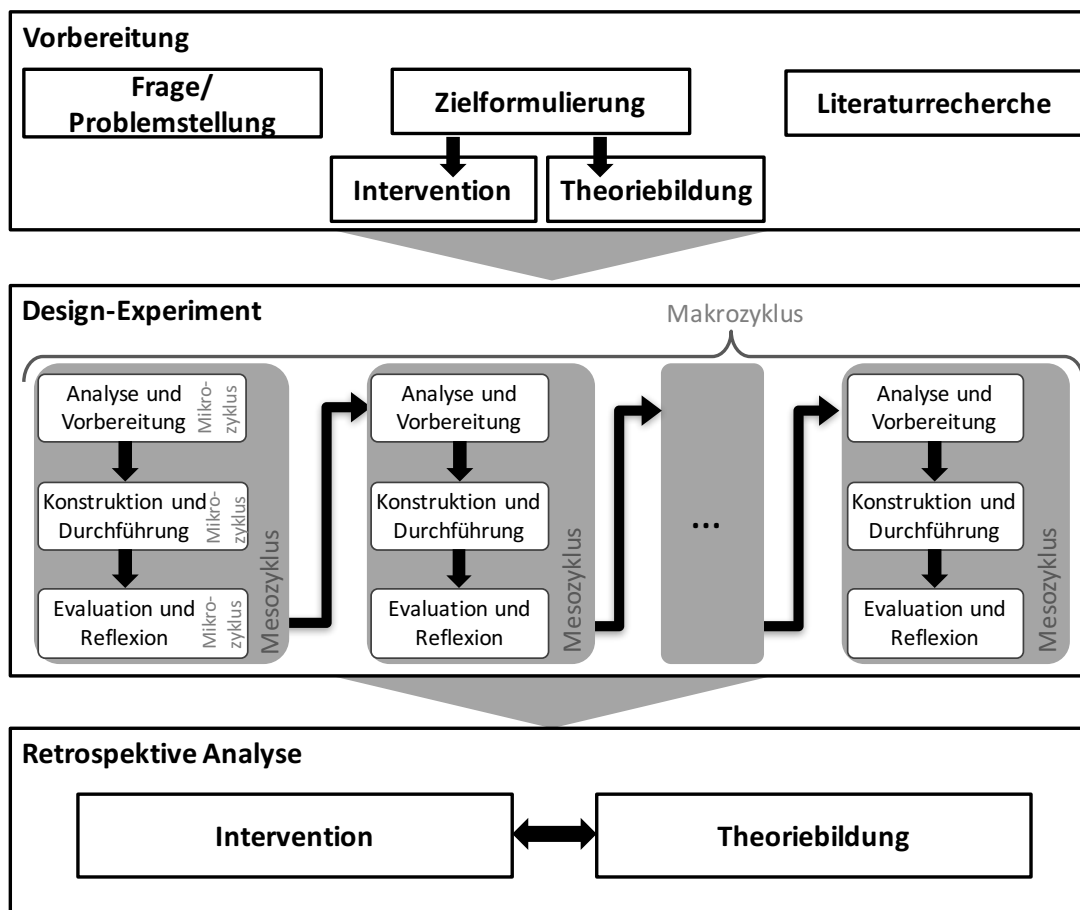 Vorbereitung
Frage/
Problemstellung
Zielformulierung
Literaturrecherche
Intervention
Theoriebildung
Design-Experiment
Makrozyklus
Analyse und
Vorbereitung
Mikro-
zyklus
Konstruktion und
Durchführung
Mikro-
zyklus
Evaluation und
Reflexion
Mikro-
zyklus
Mesozyklus
Analyse und
Vorbereitung
Konstruktion und
Durchführung
Evaluation und
Reflexion
Mesozyklus
...
Analyse und
Vorbereitung
Konstruktion und
Durchführung
Evaluation und
Reflexion
Mesozyklus
Retrospektive Analyse
Intervention
Theoriebildung